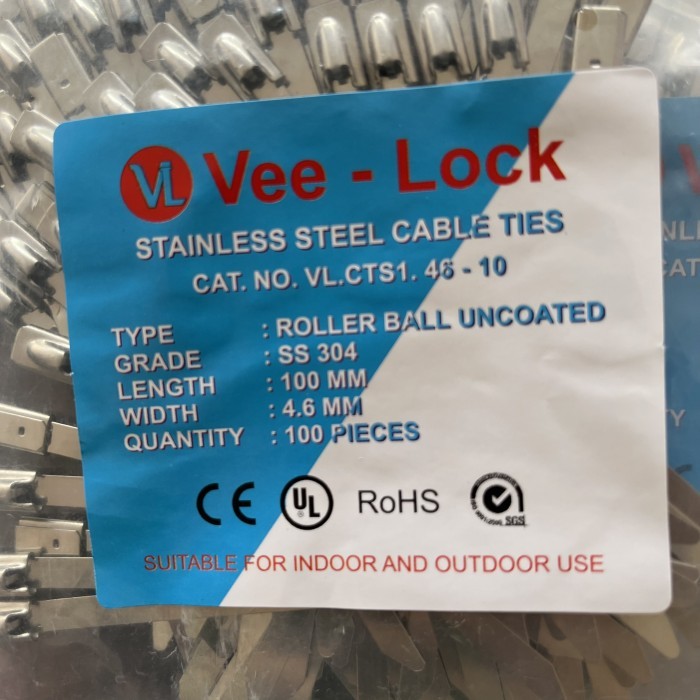 VL Vee - Lock
STAINLESS STEEL CABLE TIES
CAT. NO. VL.CTS1. 46 - 10
TYPE : ROLLER BALL UNCOATED
GRADE : SS 304
LENGTH : 100 MM
WIDTH : 4.6 MM
QUANTITY : 100 PIECES
CE UL RoHS SGS
SUITABLE FOR INDOOR AND OUTDOOR USE